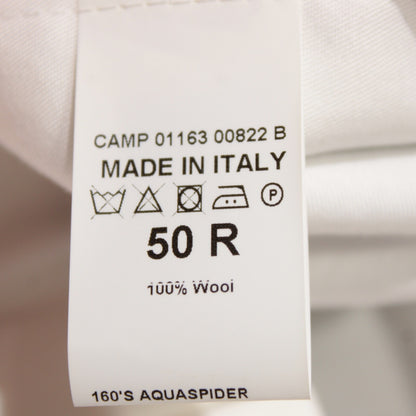 CAMP 01163 00822 B
MADE IN ITALY
P
50 R
100% Wool
160'S AQUASPIDER